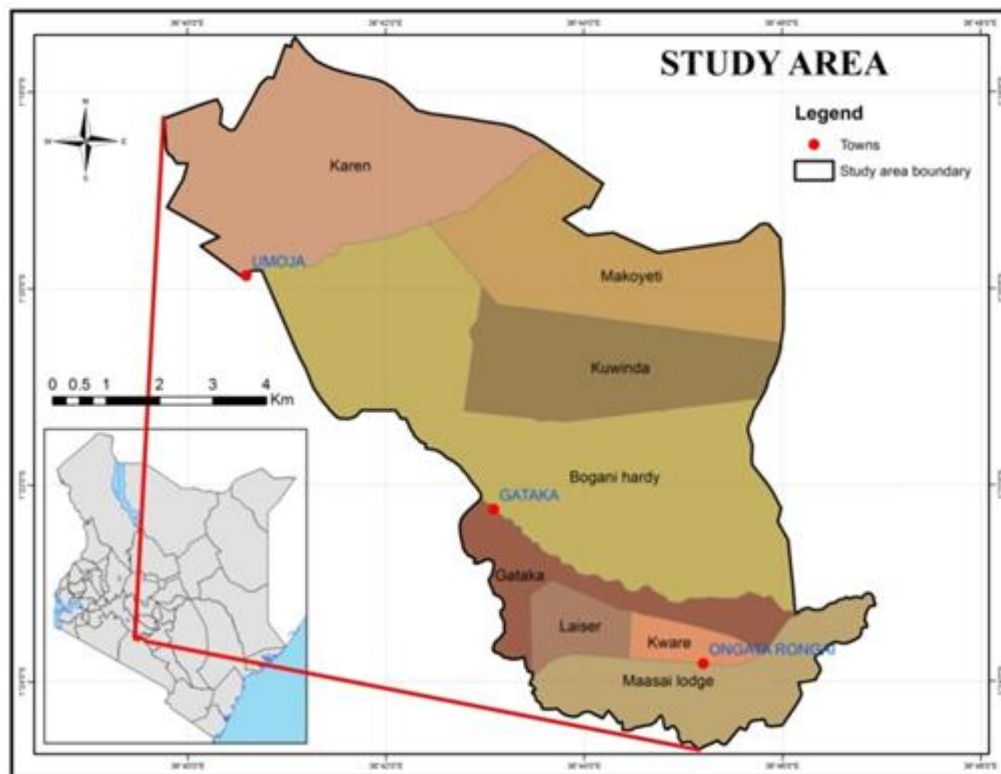 STUDY AREA
N
W E
S
Legend
Towns
Study area boundary
Karen
UMOJA
Makoyeti
Kuwinda
0 0.5 1 2 3 4
Km
Bogani hardy
GATAKA
Gataka
Laiser
Kware
ONGATA RONGAI
Maasai lodge